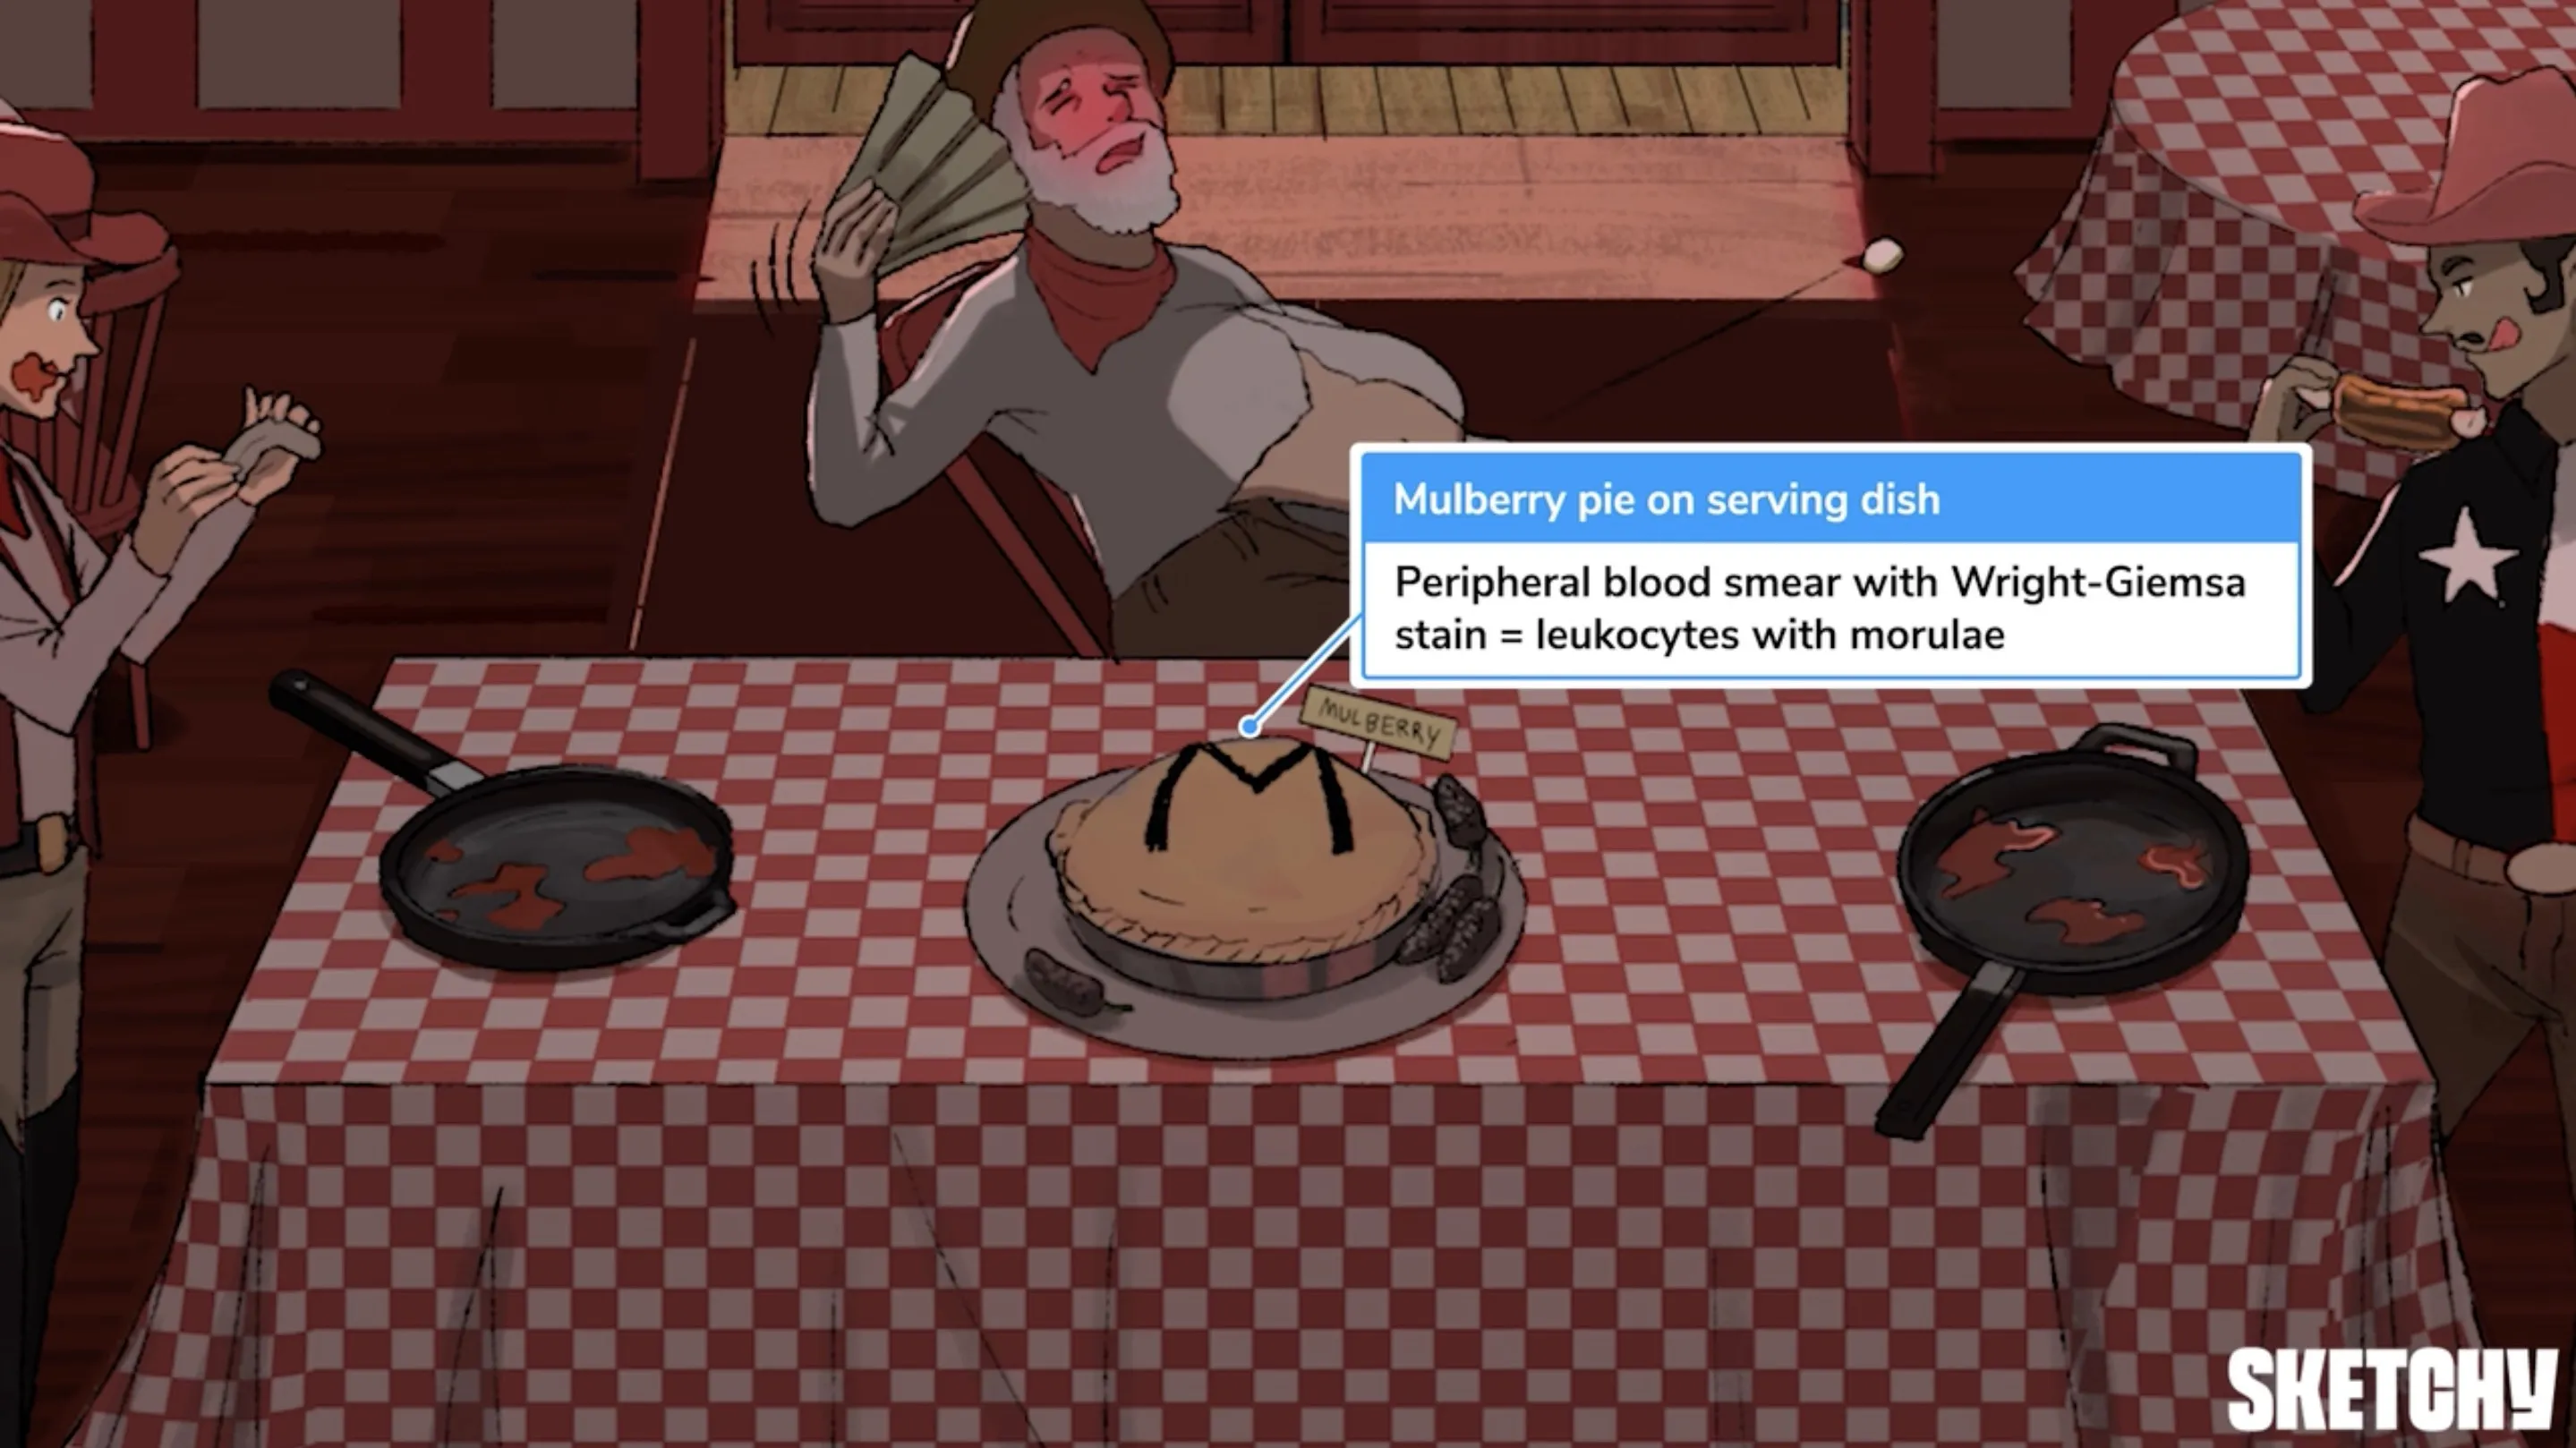 Mulberry pie on serving dish
Peripheral blood smear with Wright-Giemsa
stain = leukocytes with morulae
MULBERRY
M
SKETCHY